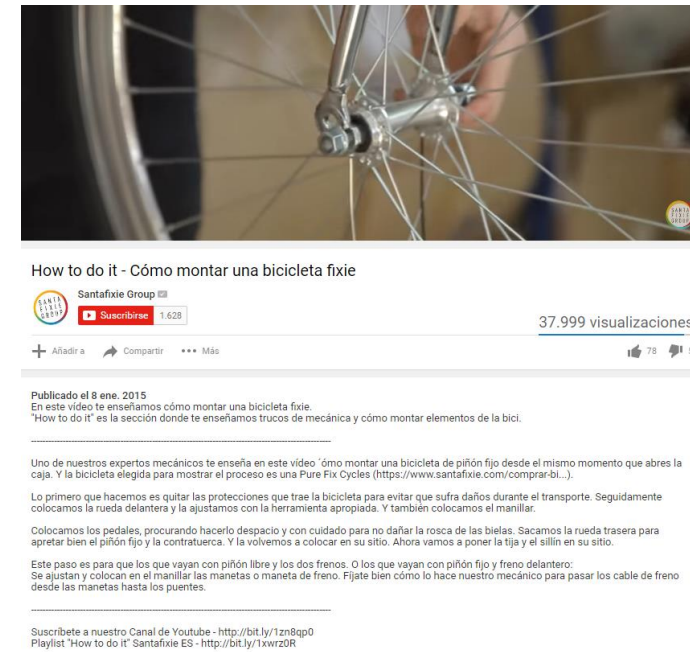 SANTA
FIXIE
GROUP
How to do it - Cómo montar una bicicleta fixie
SANTA
FIXIE
GROUP
Santafixie Group
Suscribirse 1.628
37.999 visualizaciones
Añadir a Compartir Más
78
Publicado el 8 ene. 2015
En este vídeo te enseñamos cómo montar una bicicleta fixie.
"How to do it" es la sección donde te enseñamos trucos de mecánica y cómo montar elementos de la bici.
Uno de nuestros expertos mecánicos te enseña en este vídeo ´ómo montar una bicicleta de piñón fijo desde el mismo momento que abres la
caja. Y la bicicleta elegida para mostrar el proceso es una Pure Fix Cycles (https://www.santafixie.com/comprar-bi...).
Lo primero que hacemos es quitar las protecciones que trae la bicicleta para evitar que sufra daños durante el transporte. Seguidamente
colocamos la rueda delantera y la ajustamos con la herramienta apropiada. Y también colocamos el manillar.
Colocamos los pedales, procurando hacerlo despacio y con cuidado para no dañar la rosca de las bielas. Sacamos la rueda trasera para
apretar bien el piñón fijo y la contratuerca. Y la volvemos a colocar en su sitio. Ahora vamos a poner la tija y el sillín en su sitio.
Este paso es para que los que vayan con piñón libre y los dos frenos. O los que vayan con piñón fijo y freno delantero:
Se ajustan y colocan en el manillar las manetas o maneta de freno. Fíjate bien cómo lo hace nuestro mecánico para pasar los cable de freno
desde las manetas hasta los puentes.
Suscríbete a nuestro Canal de Youtube - http://bit.ly/1zn8qp0
Playlist "How to do it" Santafixie ES - http://bit.ly/1xwrz0R